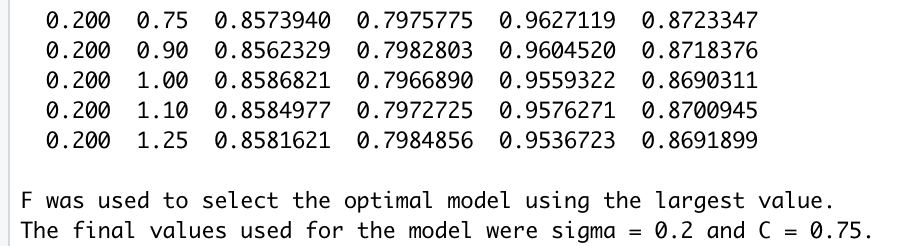 0.200 0.75 0.8573940 0.7975775 0.9627119 0.8723347
0.200 0.90 0.8562329 0.7982803 0.9604520 0.8718376
0.200 1.00 0.8586821 0.7966890 0.9559322 0.8690311
0.200 1.10 0.8584977 0.7972725 0.9576271 0.8700945
0.200 1.25 0.8581621 0.7984856 0.9536723 0.8691899
F was used to select the optimal model using the largest value.
The final values used for the model were sigma = 0.2 and C = 0.75.